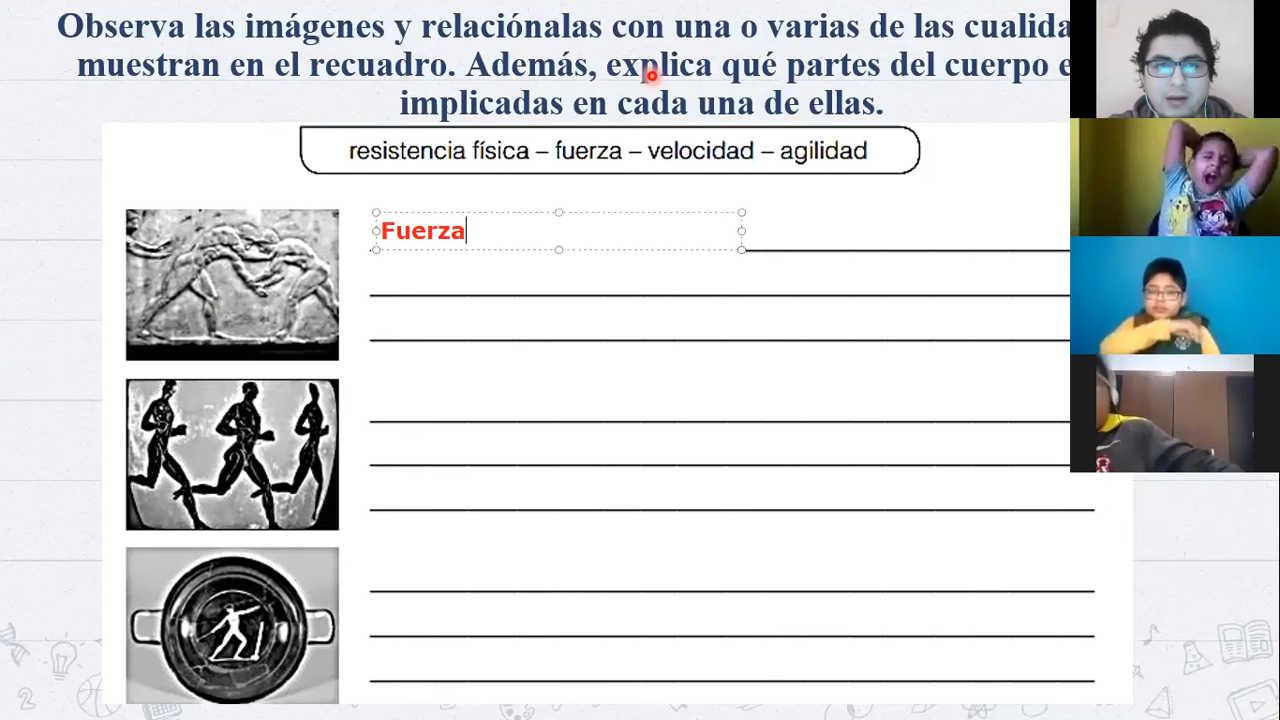 Observa las imágenes y relaciónalas con una o varias de las
muestran en el recuadro. Además, explica qué partes del cuerpo
implicadas en cada una de ellas.
resistencia física – fuerza – velocidad – agilidad
Fuerza